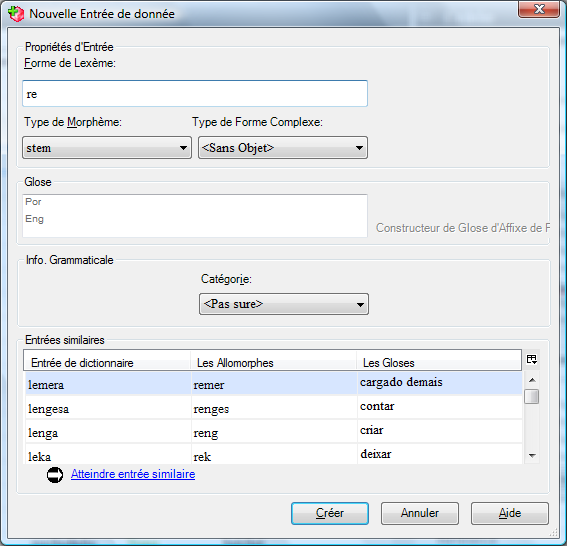 Nouvelle Entrée de donnée
Propriétés d'Entrée
Forme de Lexème:
re
Type de Morphème: Type de Forme Complexe:
stem <Sans Objet>
Glose
Por
Eng
Constructeur de Glose d'Affixe de F
Info. Grammaticale
Catégorie:
<Pas sure>
Entrées similaires
Entrée de dictionnaire Les Allomorphes Les Gloses
lemera remer cargado demais
lengesa renges contar
lenga reng criar
leka rek deixar
Atteindre entrée similaire
Créer Annuler Aide